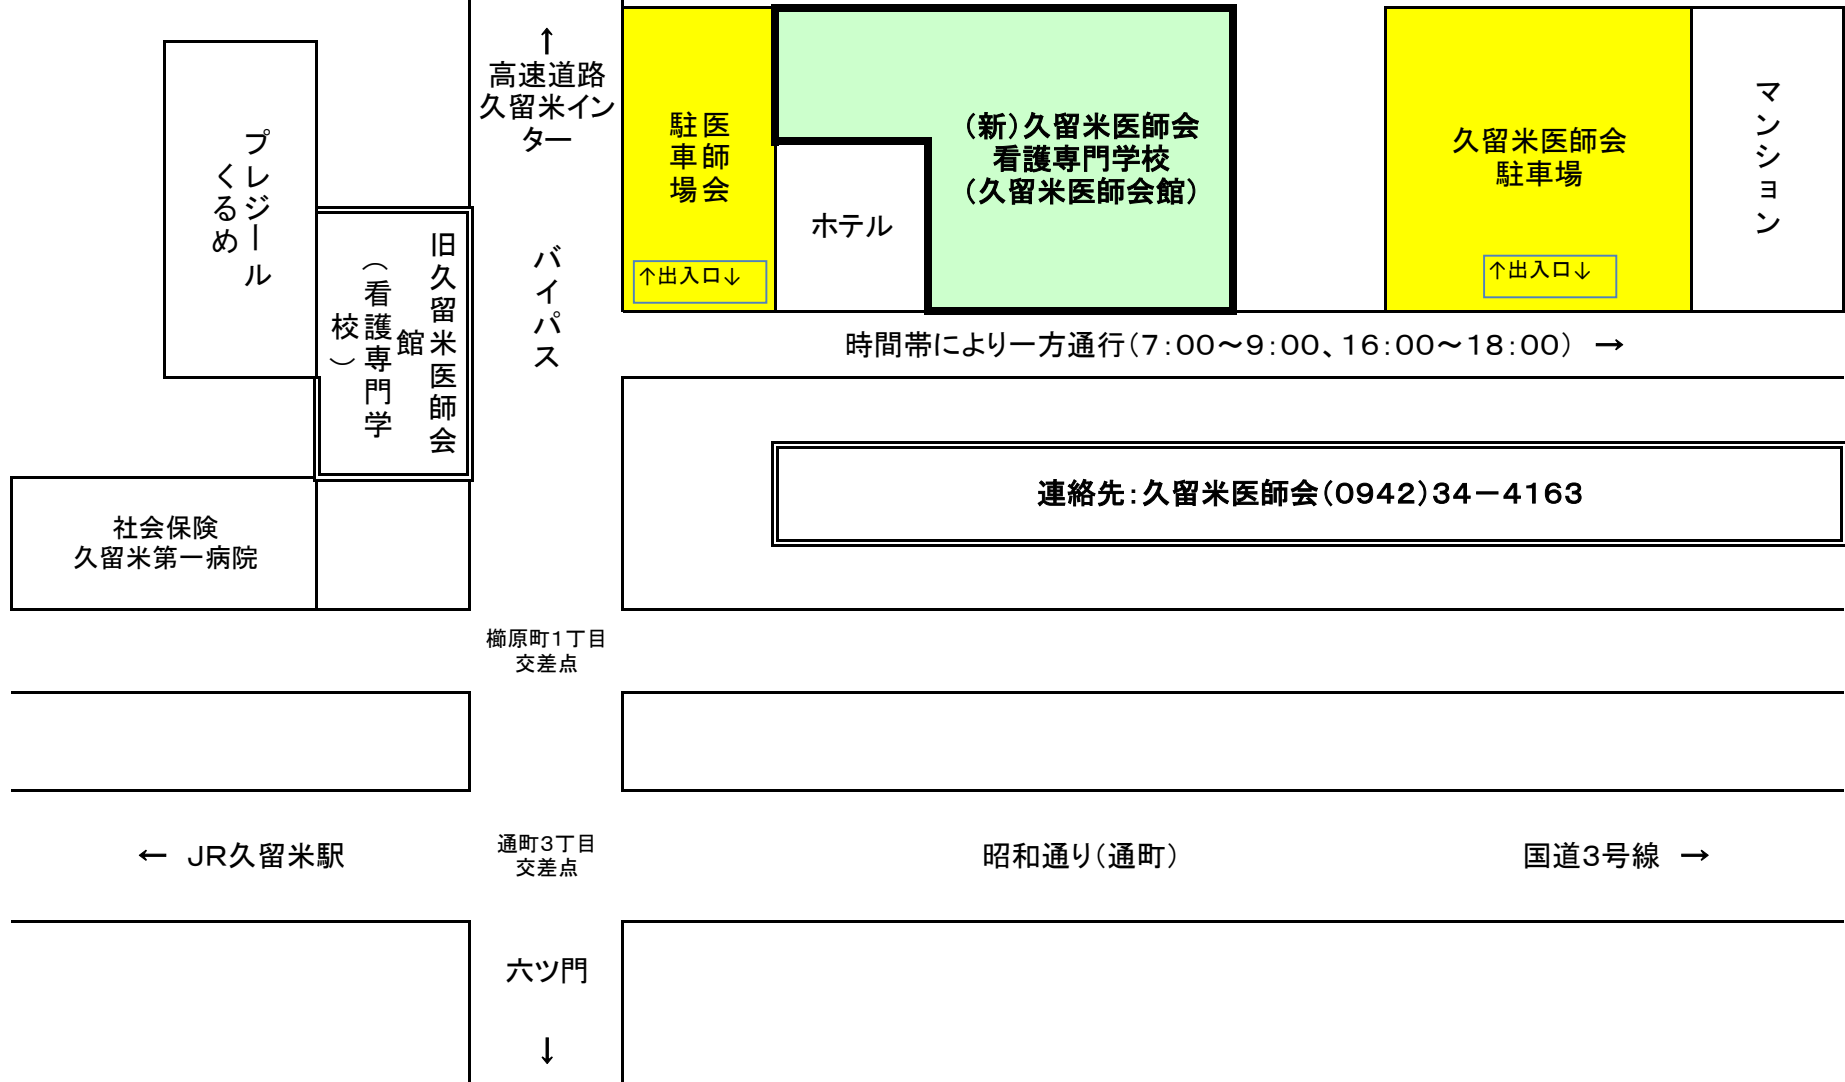 ↑
高速道路
久留米イン
ター
プレジール
くるめ
旧久留米医師会
館
（看護専門学
校）
バイパス
医師会
駐車場
↑出入口↓
ホテル
（新）久留米医師会
看護専門学校
（久留米医師会館）
久留米医師会
駐車場
↑出入口↓
マンション
時間帯により一方通行（7：00～9：00、16：00～18：00） →
連絡先：久留米医師会（0942）34－4163
社会保険
久留米第一病院
櫛原町1丁目
交差点
← JR久留米駅
通町3丁目
交差点
昭和通り（通町）
国道3号線 →
六ツ門
↓